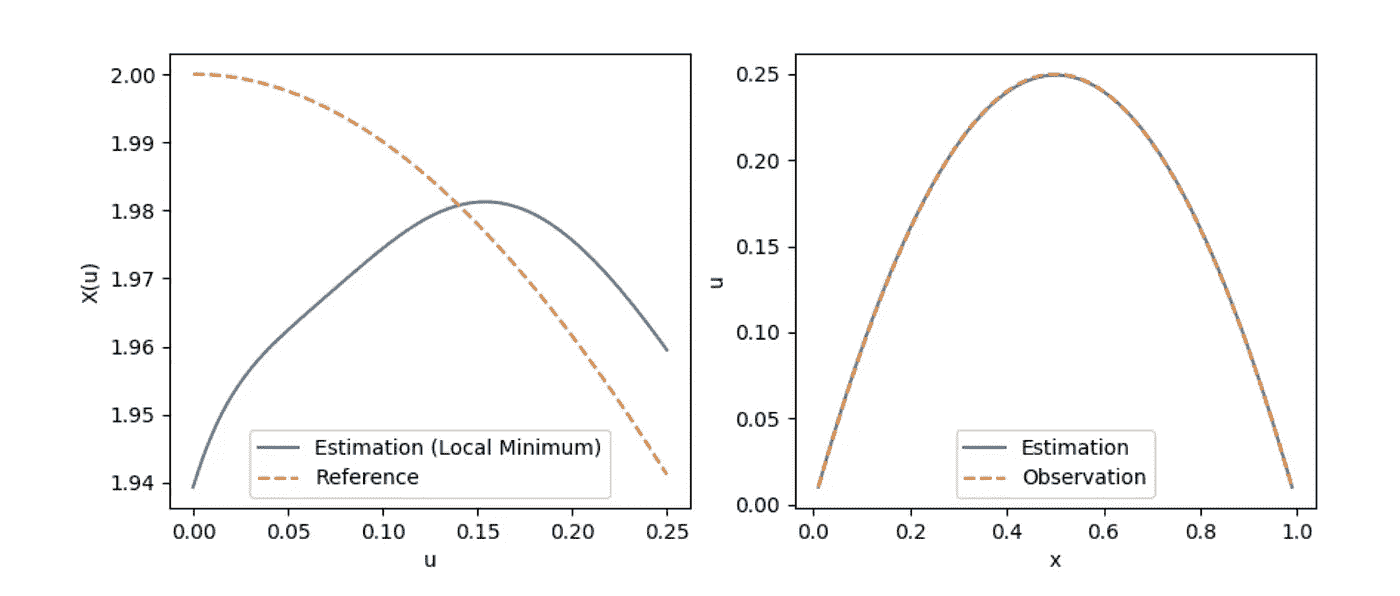 2.00
1.99
1.98
1.97
1.96
1.95
1.94
X(u)
Estimation (Local Minimum)
Reference
0.00 0.05 0.10 0.15 0.20 0.25
u
0.25
0.20
0.15
0.10
0.05
0.00
u
Estimation
Observation
0.0 0.2 0.4 0.6 0.8 1.0
x